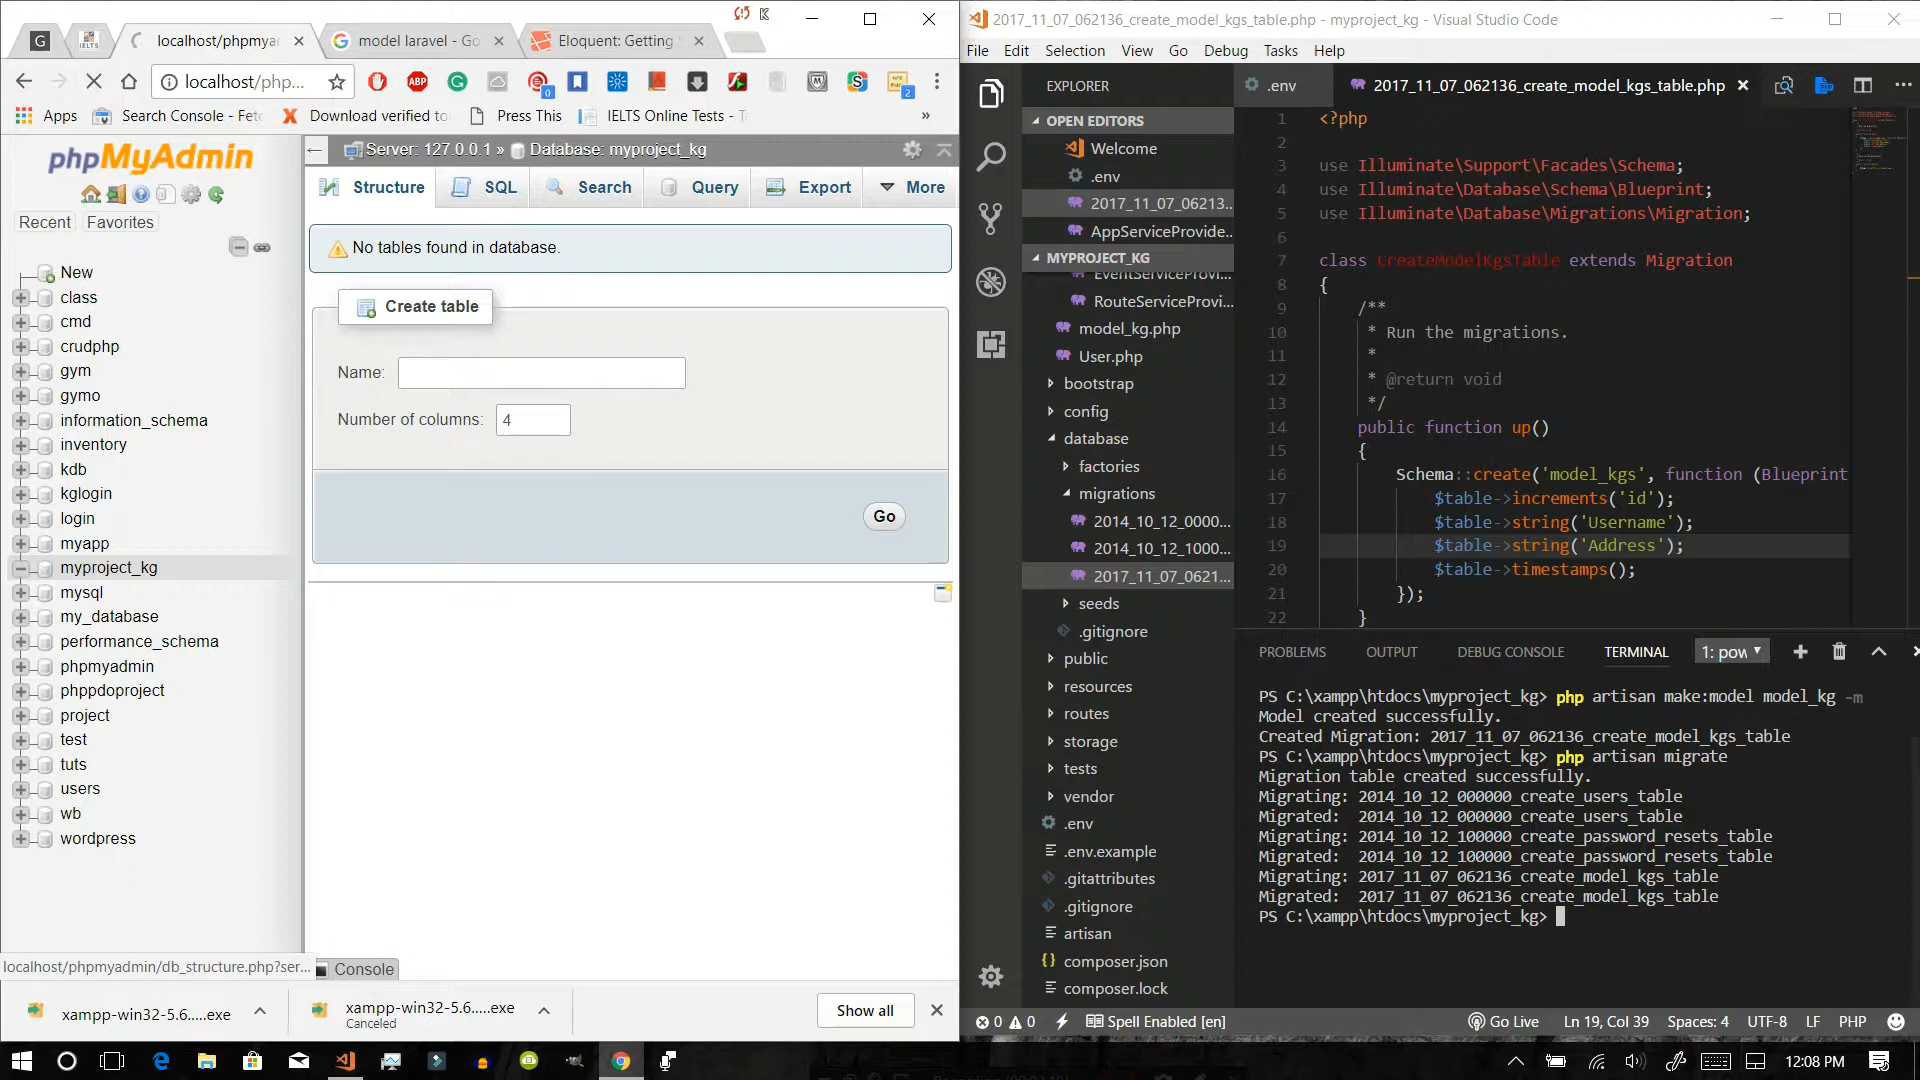 localhost/phpmya
model laravel - Go
Eloquent: Getting
localhost/php...
Apps
Search Console - Fet
Download verified to
Press This
IELTS Online Tests - T
»
phpMyAdmin
Recent
Favorites
New
class
cmd
crudphp
gym
gymo
information_schema
inventory
kdb
kglogin
login
myapp
myproject_kg
mysql
my_database
performance_schema
phpmyadmin
phppdoproject
project
test
tuts
users
wb
wordpress
localhost/phpmyadmin/db_structure.php?ser...
Server: 127.0.0.1 » Database: myproject_kg
Structure
SQL
Search
Query
Export
More
No tables found in database.
Create table
Name:
Number of columns: 4
Go
Console
xampp-win32-5.6.....exe
xampp-win32-5.6.....exe
Canceled
Show all
2017_11_07_062136_create_model_kgs_table.php - myproject_kg - Visual Studio Code
File Edit Selection View Go Debug Tasks Help
EXPLORER
OPEN EDITORS
Welcome
.env
2017_11_07_06213...
AppServiceProvide...
MYPROJECT_KG
EventServiceProvi...
RouteServiceProvi...
model_kg.php
User.php
bootstrap
config
database
factories
migrations
2014_10_12_0000...
2014_10_12_1000...
2017_11_07_0621...
seeds
.gitignore
public
resources
routes
storage
tests
vendor
.env
.env.example
.gitattributes
.gitignore
artisan
composer.json
composer.lock
.env
2017_11_07_062136_create_model_kgs_table.php
1 <?php
2
3 use Illuminate\Support\Facades\Schema;
4 use Illuminate\Database\Schema\Blueprint;
5 use Illuminate\Database\Migrations\Migration;
6
7 class CreateModelKgsTable extends Migration
8 {
9 /**
10 * Run the migrations.
11 *
12 * @return void
13 */
14 public function up()
15 {
16 Schema::create('model_kgs', function (Blueprint
17 $table->increments('id');
18 $table->string('Username');
19 $table->string('Address');
20 $table->timestamps();
21 });
22 }
PROBLEMS
OUTPUT
DEBUG CONSOLE
TERMINAL
1: pow
PS C:\xampp\htdocs\myproject_kg> php artisan make:model model_kg -m
Model created successfully.
Created Migration: 2017_11_07_062136_create_model_kgs_table
PS C:\xampp\htdocs\myproject_kg> php artisan migrate
Migration table created successfully.
Migrating: 2014_10_12_000000_create_users_table
Migrated:  2014_10_12_000000_create_users_table
Migrating: 2014_10_12_100000_create_password_resets_table
Migrated:  2014_10_12_100000_create_password_resets_table
Migrating: 2017_11_07_062136_create_model_kgs_table
Migrated:  2017_11_07_062136_create_model_kgs_table
PS C:\xampp\htdocs\myproject_kg>
0 0
Spell Enabled [en]
Go Live
Ln 19, Col 39
Spaces: 4
UTF-8
LF
PHP
12:08 PM